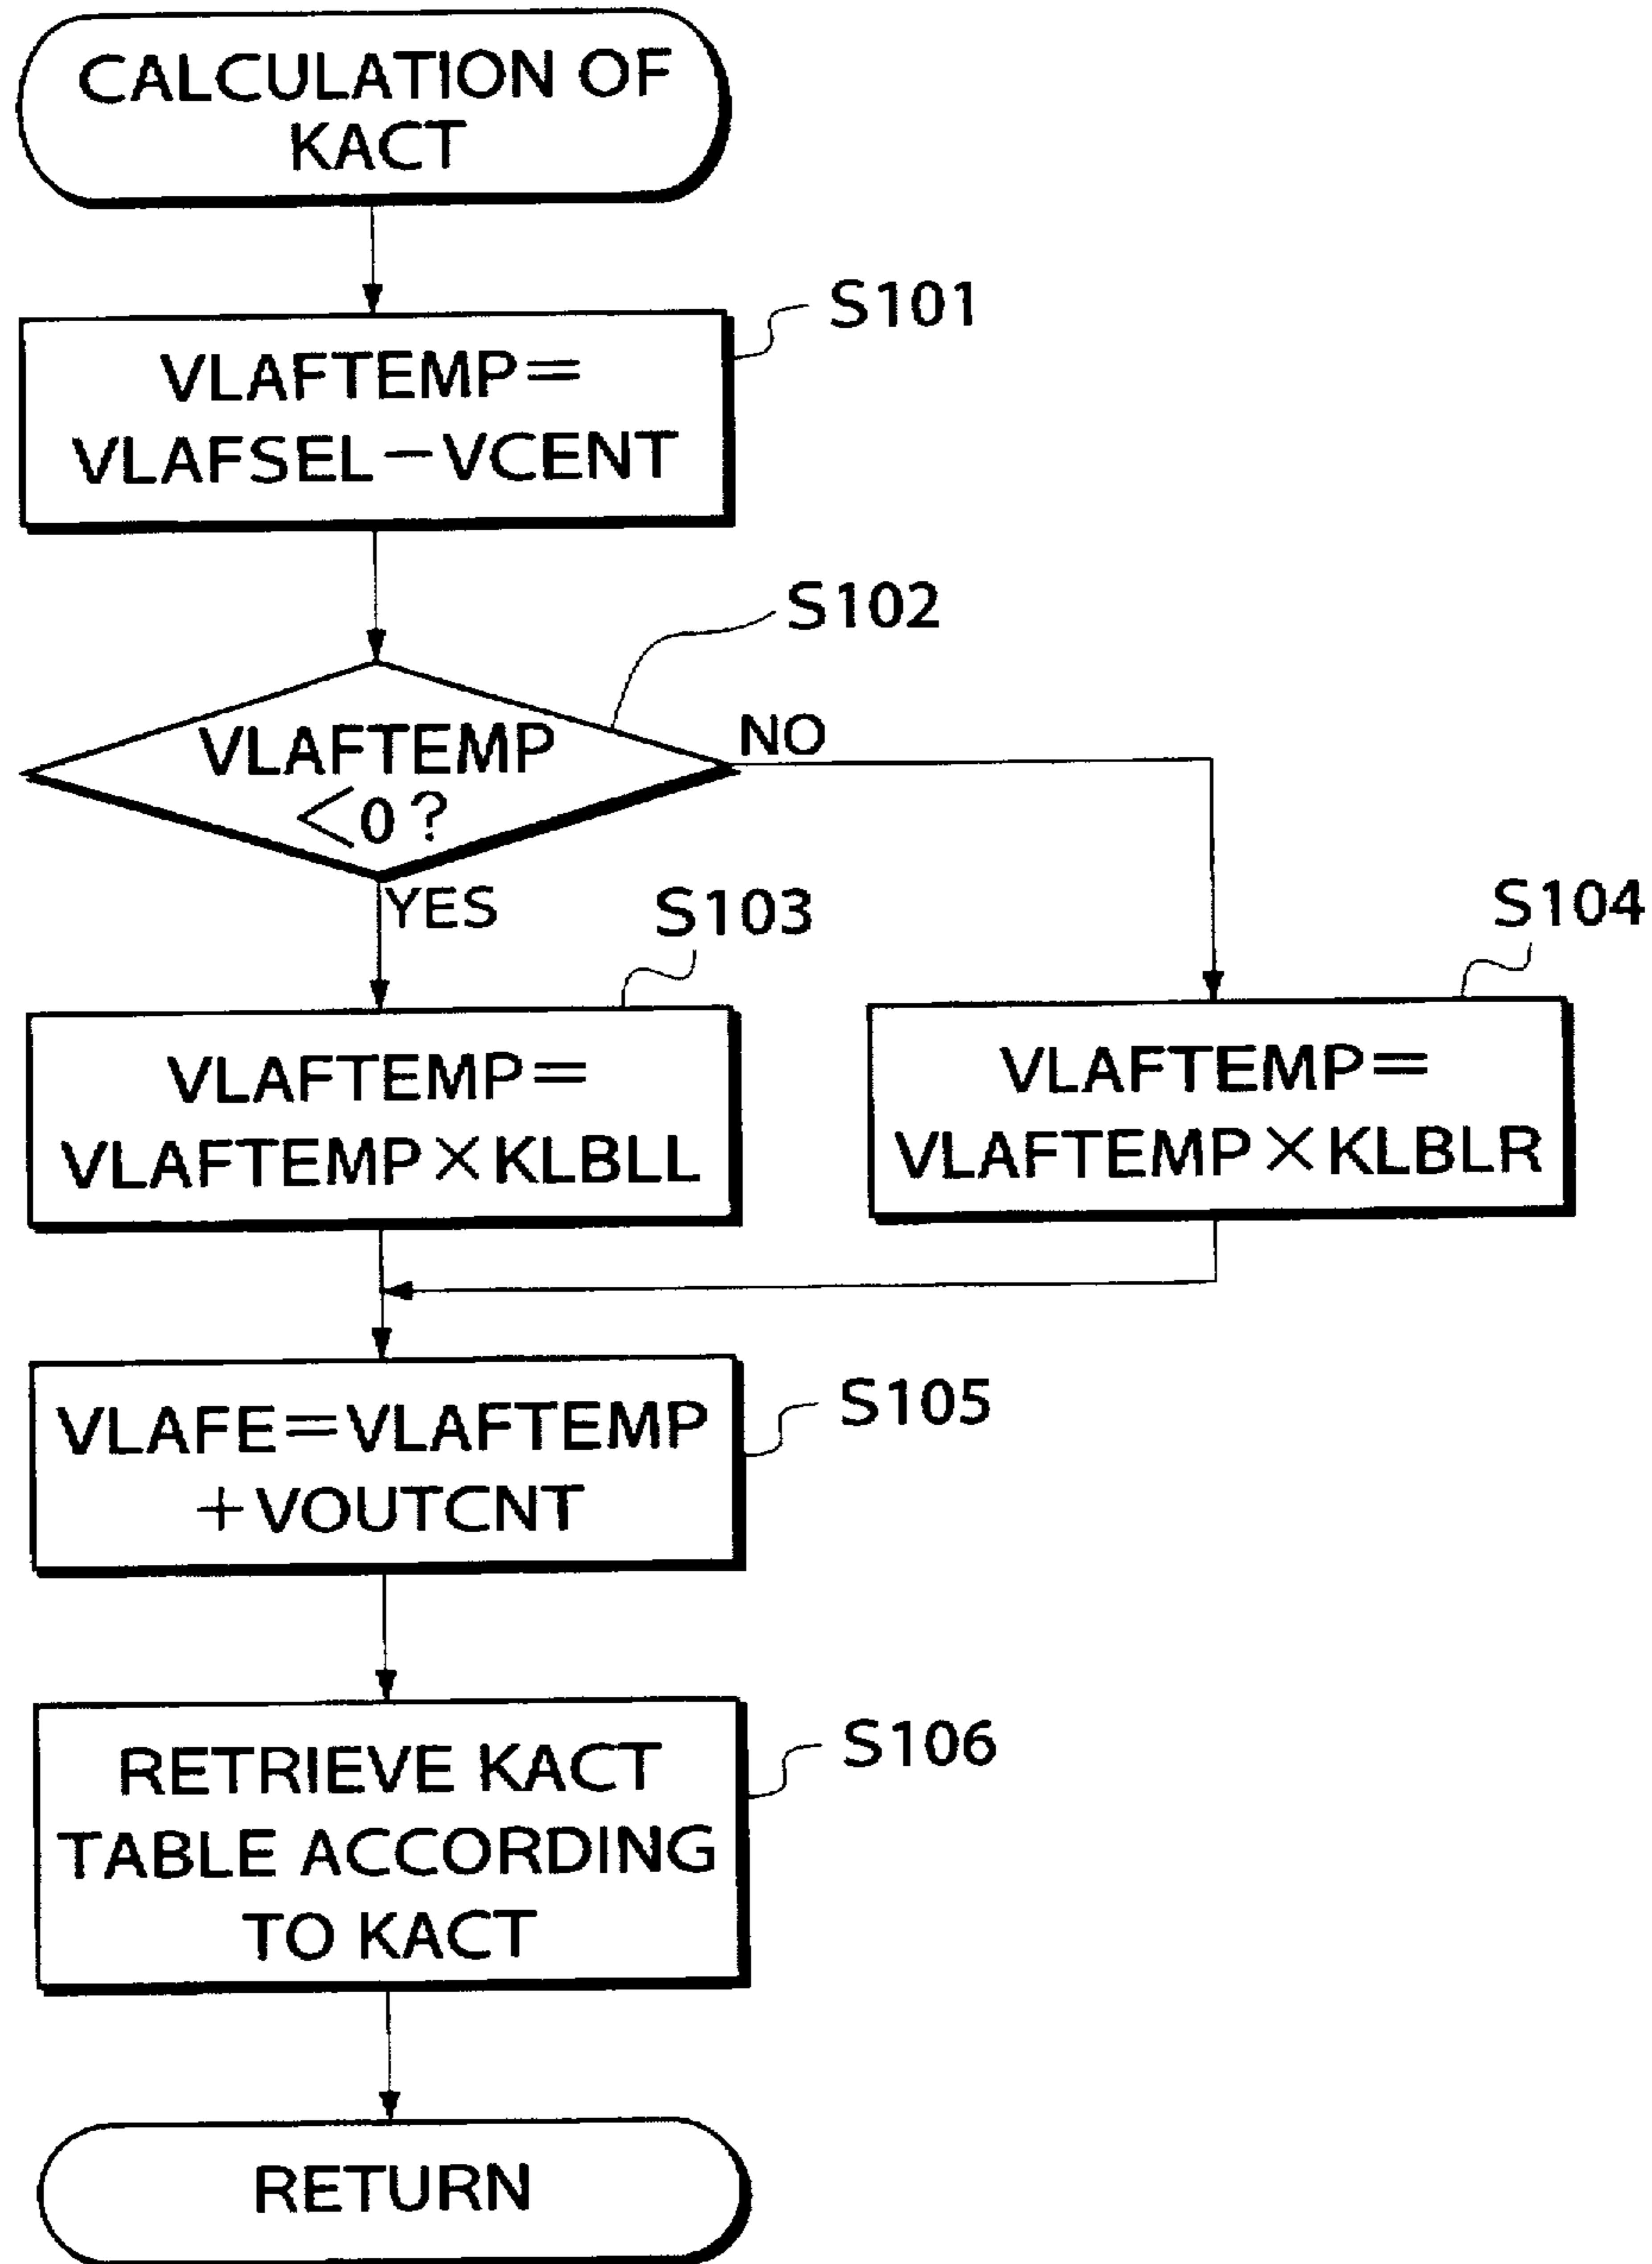 CALCULATION OF
KACT
S101
VLAFTEMP=
VLAFSEL-VCENT
S102
VLAFTEMP
<0?
NO
YES
S103
VLAFTEMP=
VLAFTEMP×KLBLL
S104
VLAFTEMP=
VLAFTEMP×KLBLR
S105
VLAFE=VLAFTEMP
+VOUTCNT
S106
RETRIEVE KACT
TABLE ACCORDING
TO KACT
RETURN